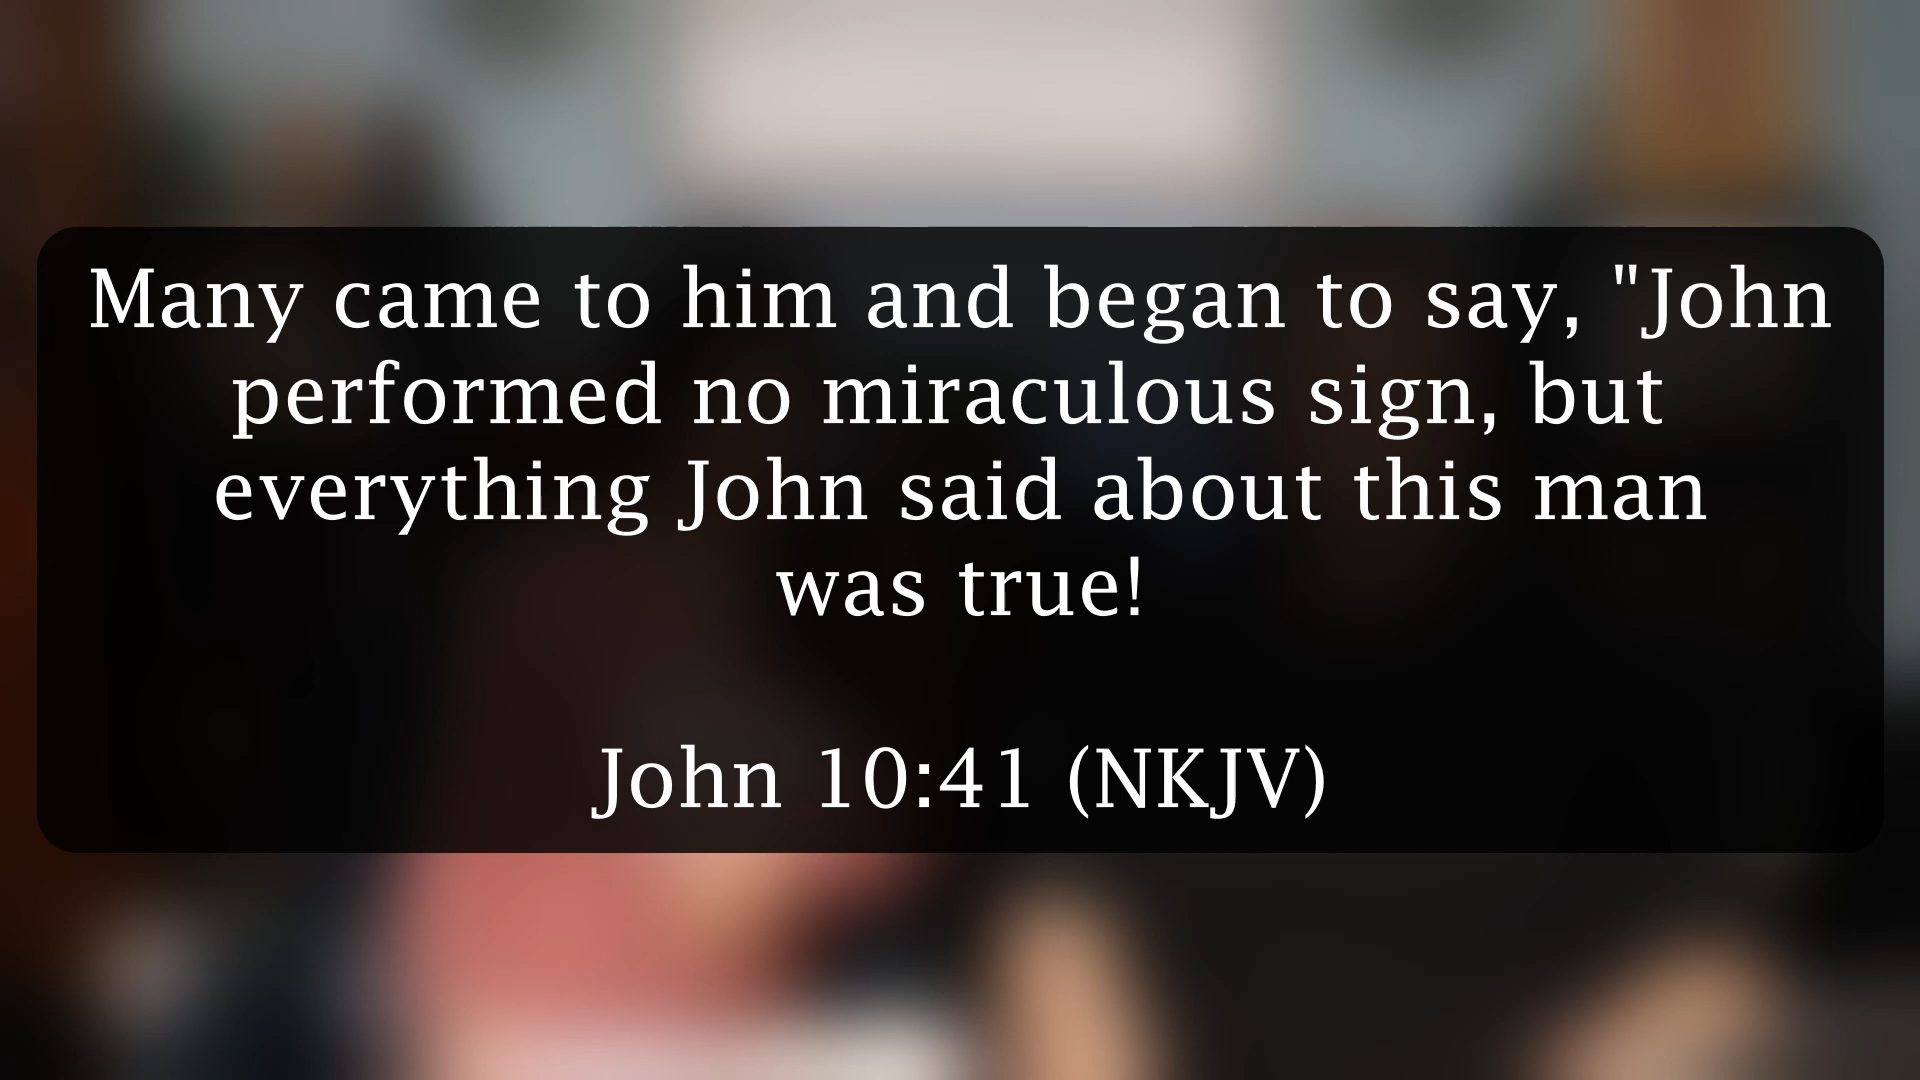 Many came to him and began to say, "John
performed no miraculous sign, but
everything John said about this man
was true!
John 10:41 (NKJV)